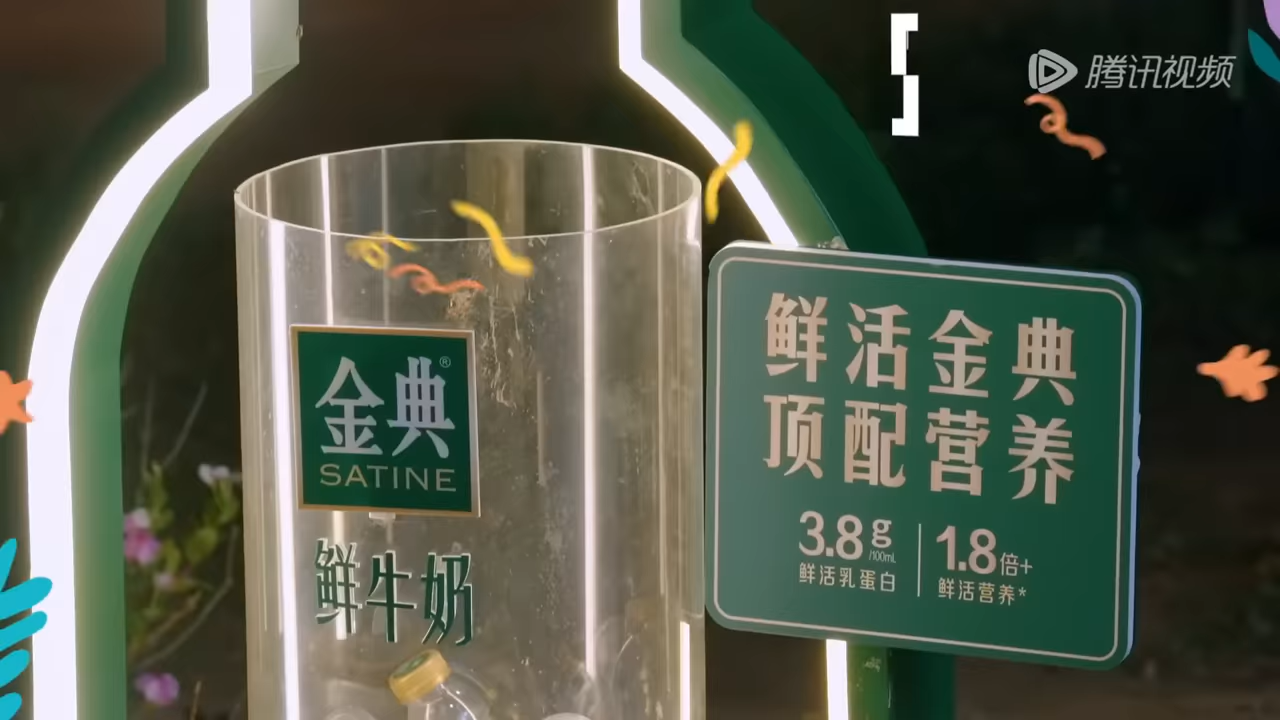 腾讯视频
金典®
SATINE
鲜牛奶
鲜活金典
顶配营养
3.8g/100mL
鲜活乳蛋白
1.8倍+
鲜活营养*